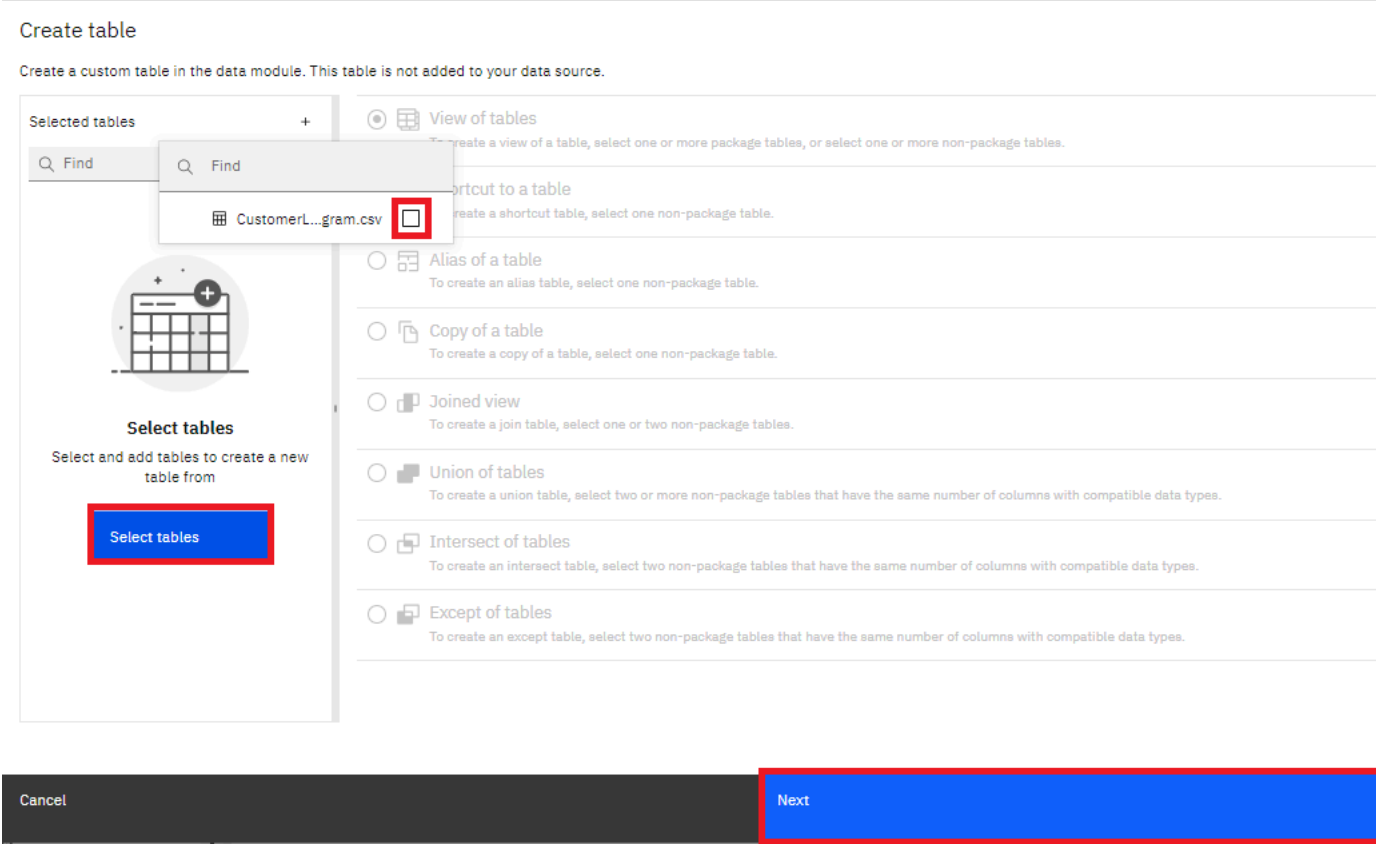 Create table
Create a custom table in the data module. This table is not added to your data source.
Selected tables
+
Find
Find
CustomerL...gram.csv
Select tables
Select and add tables to create a new
table from
Select tables
View of tables
create a view of a table, select one or more package tables, or select one or more non-package tables.
to a table
a shortcut table, select one non-package table.
Alias of a table
To create an alias table, select one non-package table.
Copy of a table
To create a copy of a table, select one non-package table.
Joined view
To create a join table, select one or two non-package tables.
Union of tables
To create a union table, select two or more non-package tables that have the same number of columns with compatible data types.
Intersect of tables
To create an intersect table, select two non-package tables that have the same number of columns with compatible data types.
Except of tables
To create an except table, select two non-package tables that have the same number of columns with compatible data types.
Cancel
Next